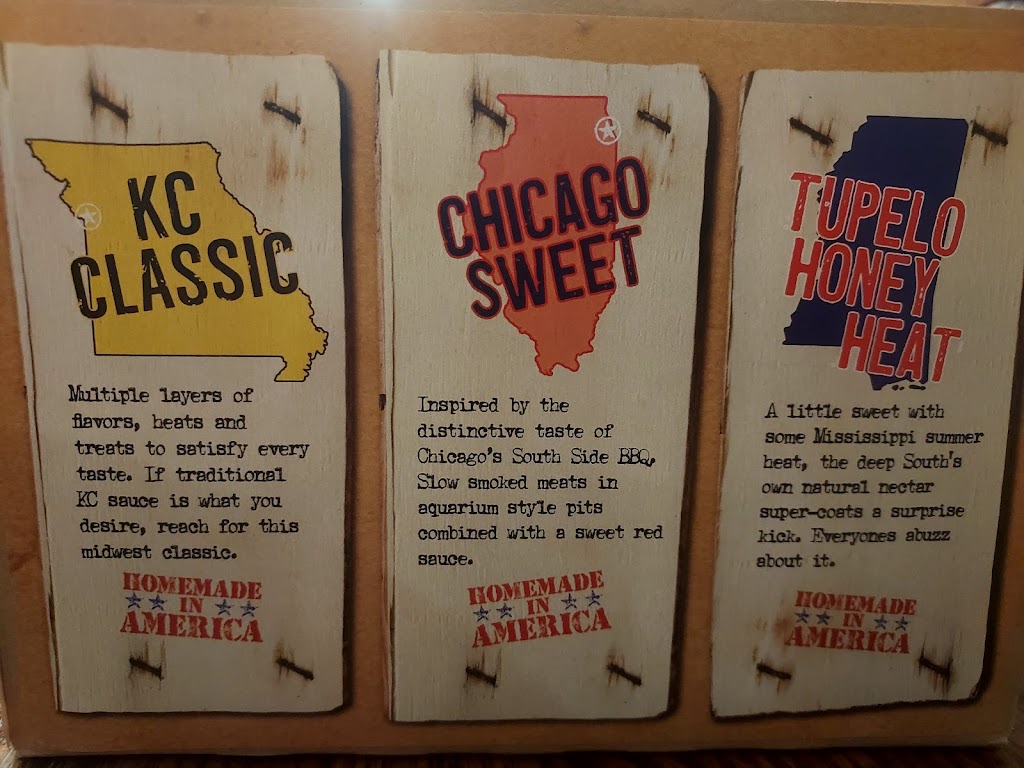 KC
CLASSIC
Multiple layers of
flavors, heats and
treats to satisfy every
taste. If traditional
KC sauce is what you
desire, reach for this
midwest classic.
HOMEMADE
IN
AMERICA
CHICAGO
SWEET
Inspired by the
distinctive taste of
Chicago's South Side BBQ.
Slow smoked meats in
aquarium style pits
combined with a sweet red
sauce.
HOMEMADE
IN
AMERICA
TUPELO
HONEY
HEAT
A little sweet with
some Mississippi summer
heat, the deep South's
own natural nectar
super-coats a surprise
kick. Everyones abuzz
about it.
HOMEMADE
IN
AMERICA